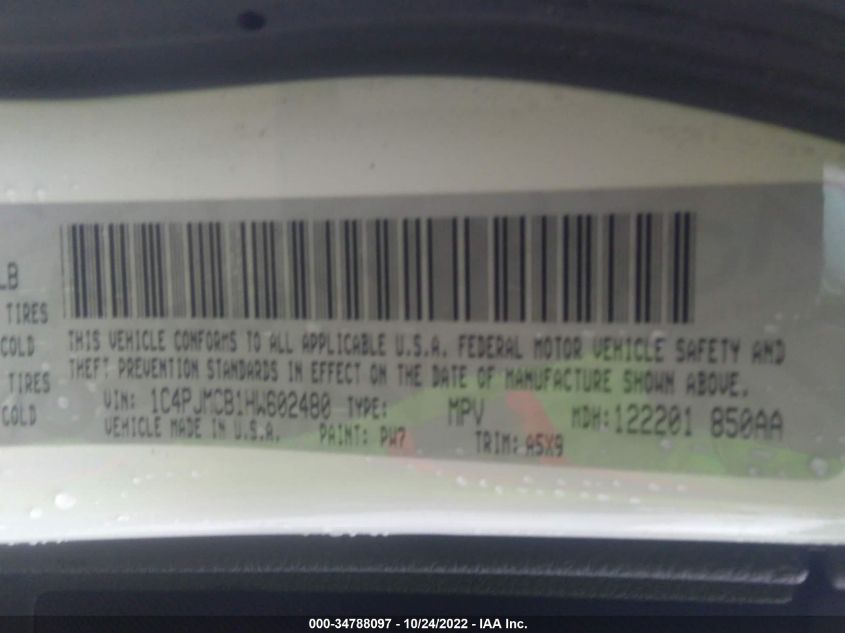 LB
TIRES
COLD
TIRES
COLD
THIS VEHICLE CONFORMS TO ALL APPLICABLE U.S.A. FEDERAL MOTOR VEHICLE SAFETY AND
THEFT PREVENTION STANDARDS IN EFFECT ON THE DATE OF MANUFACTURE SHOWN ABOVE.
VIN: 1C4PJMCB1HW602480 TYPE: MPV MDH: 122201 850AA
VEHICLE MADE IN U.S.A. PAINT: PW7 TRIM: A5X9
000-34788097 - 10/24/2022 - IAA Inc.